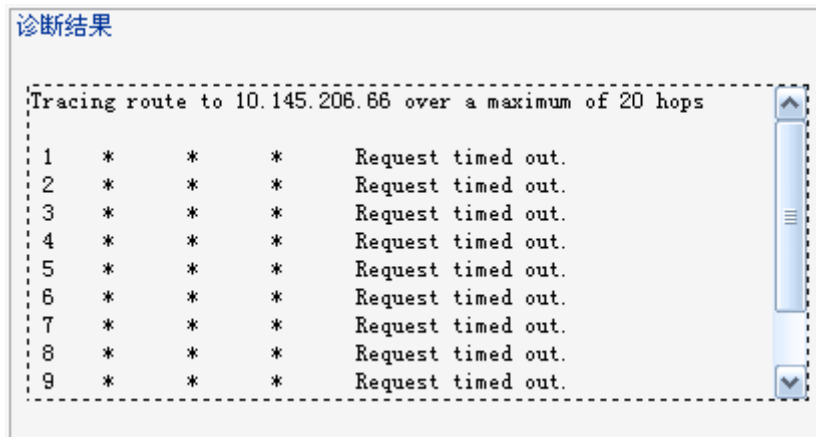 诊断结果
Tracing route to 10.145.206.66 over a maximum of 20 hops
1 * * * Request timed out.
2 * * * Request timed out.
3 * * * Request timed out.
4 * * * Request timed out.
5 * * * Request timed out.
6 * * * Request timed out.
7 * * * Request timed out.
8 * * * Request timed out.
9 * * * Request timed out.